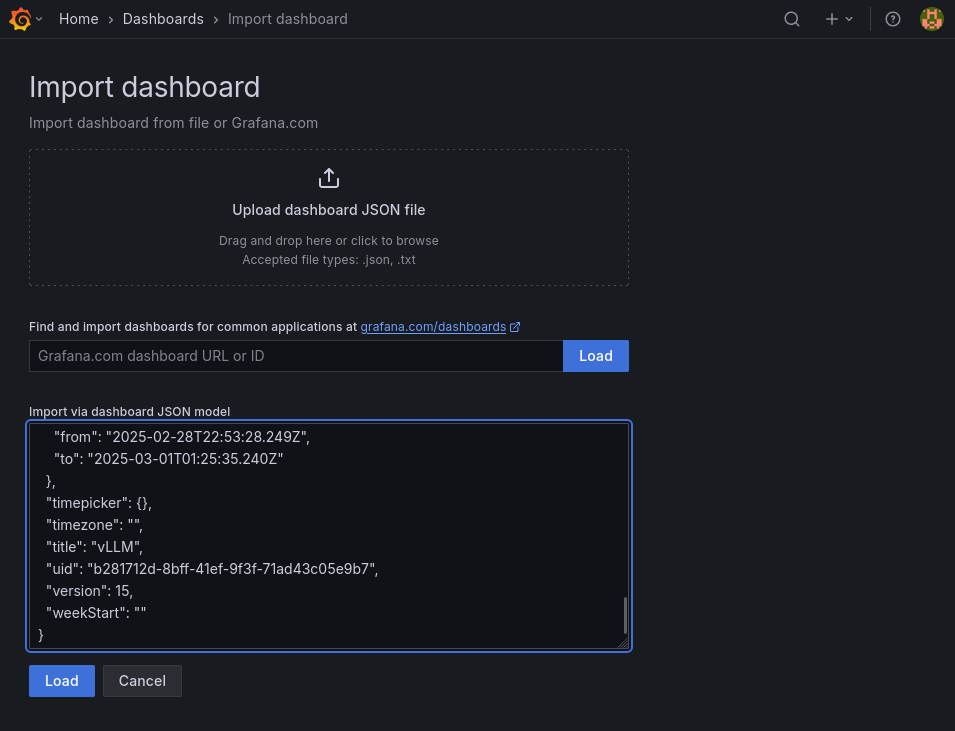 Home › Dashboards › Import dashboard
Import dashboard
Import dashboard from file or Grafana.com
Upload dashboard JSON file
Drag and drop here or click to browse
Accepted file types: .json, .txt
Find and import dashboards for common applications at grafana.com/dashboards
Grafana.com dashboard URL or ID
Load
Import via dashboard JSON model
"from": "2025-02-28T22:53:28.249Z",
"to": "2025-03-01T01:25:35.240Z"
},
"timepicker": {},
"timezone": "",
"title": "vLLM",
"uid": "b281712d-8bff-41ef-9f3f-71ad43c05e9b7",
"version": 15,
"weekStart": ""
}
Load Cancel